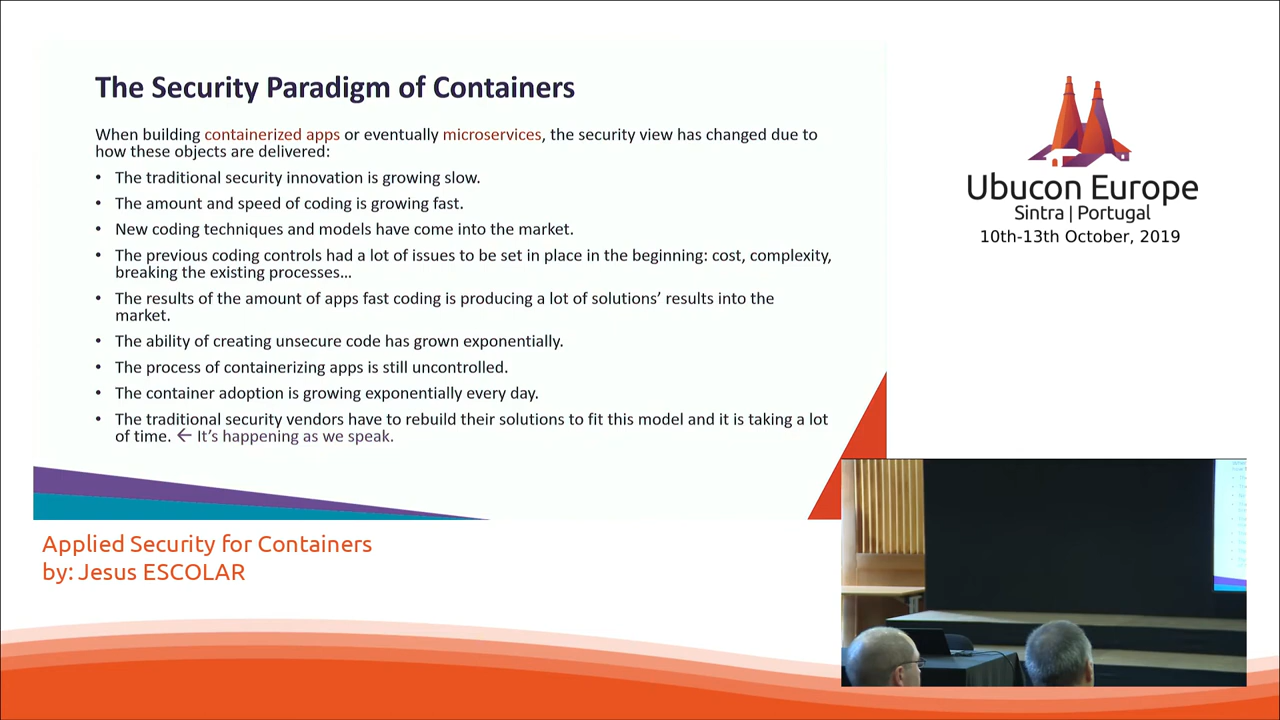 The Security Paradigm of Containers
When building containerized apps or eventually microservices, the security view has changed due to
how these objects are delivered:
• The traditional security innovation is growing slow.
• The amount and speed of coding is growing fast.
• New coding techniques and models have come into the market.
• The previous coding controls had a lot of issues to be set in place in the beginning: cost, complexity,
breaking the existing processes…
• The results of the amount of apps fast coding is producing a lot of solutions’ results into the
market.
• The ability of creating unsecure code has grown exponentially.
• The process of containerizing apps is still uncontrolled.
• The container adoption is growing exponentially every day.
• The traditional security vendors have to rebuild their solutions to fit this model and it is taking a lot
of time. ← It’s happening as we speak.
Ubucon Europe
Sintra | Portugal
10th-13th October, 2019
Applied Security for Containers
by: Jesus ESCOLAR